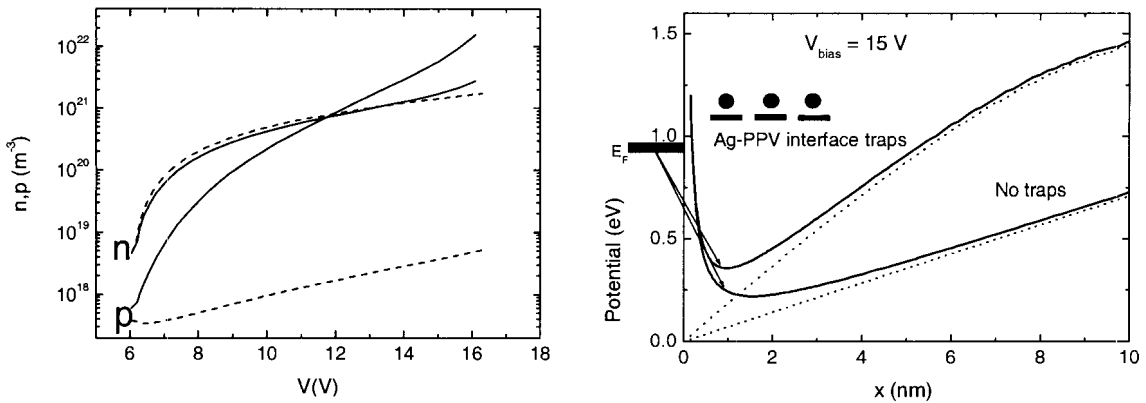 10^22
10^21
10^20
10^19
10^18
n,p (m^-3)
n
p
6 8 10 12 14 16 18
V(V)
1.5
1.0
0.5
0.0
Potential (eV)
V_bias = 15 V
Ag-PPV interface traps
E_F
No traps
0 2 4 6 8 10
x (nm)